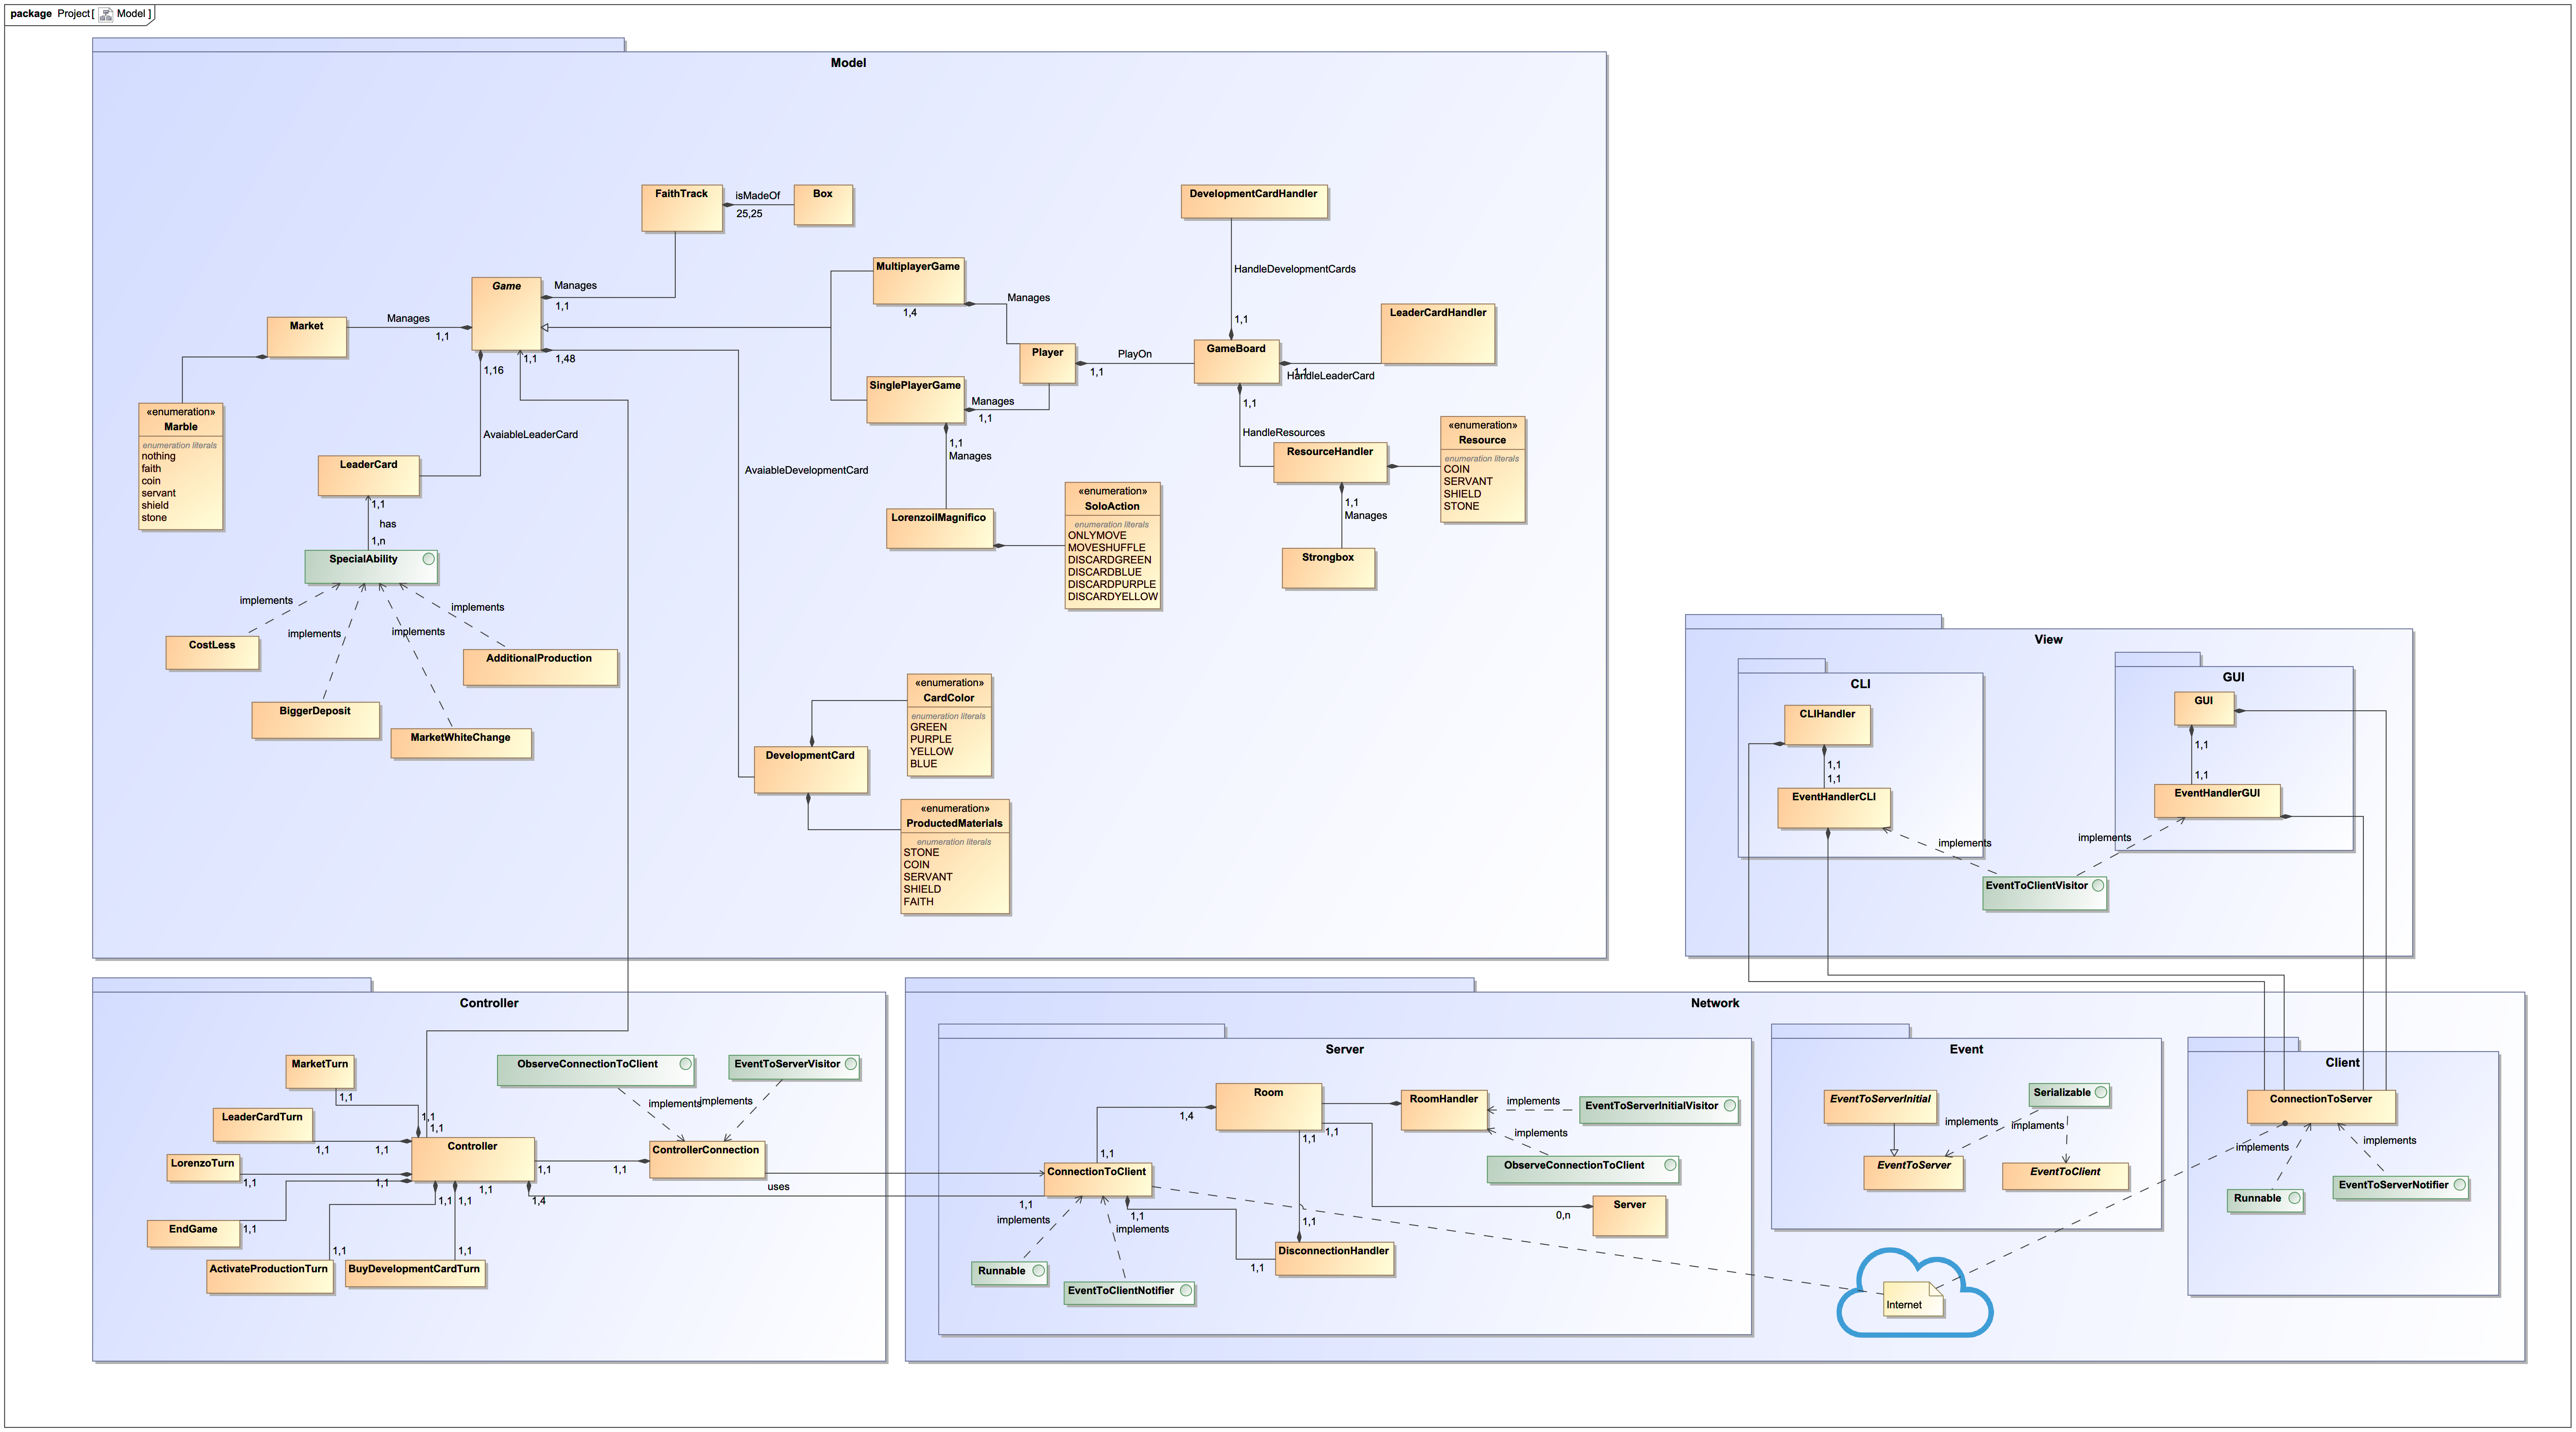 package Project [ Model ]
Model
FaithTrack
isMadeOf
25,25
Box
DevelopmentCardHandler
HandleDevelopmentCards
1,1
Game
Manages
1,1
Market
Manages
1,1
1,1
1,48
1,16
MultiplayerGame
1,4
Manages
Player
PlayOn
1,1
GameBoard
LeaderCardHandler
1,1
HandleLeaderCard
SinglePlayerGame
Manages
1,1
1,1
Manages
1,1
HandleResources
ResourceHandler
1,1
Manages
Strongbox
«enumeration»
Resource
enumeration literals
COIN
SERVANT
SHIELD
STONE
«enumeration»
Marble
enumeration literals
nothing
faith
coin
servant
shield
stone
AvaiableLeaderCard
LeaderCard
1,1
has
1,n
SpecialAbility
implements
implements
implements
implements
CostLess
BiggerDeposit
MarketWhiteChange
AdditionalProduction
AvaiableDevelopmentCard
LorenzoilMagnifico
«enumeration»
SoloAction
enumeration literals
ONLYMOVE
MOVESHUFFLE
DISCARDGREEN
DISCARDBLUE
DISCARDPURPLE
DISCARDYELLOW
«enumeration»
CardColor
enumeration literals
GREEN
PURPLE
YELLOW
BLUE
DevelopmentCard
«enumeration»
ProductedMaterials
enumeration literals
STONE
COIN
SERVANT
SHIELD
FAITH
View
CLI
CLIHandler
1,1
1,1
EventHandlerCLI
GUI
GUI
1,1
1,1
EventHandlerGUI
implements
implements
EventToClientVisitor
Controller
MarketTurn
1,1
LeaderCardTurn
1,1
1,1
1,1
1,1
LorenzoTurn
1,1
1,1
Controller
1,1
1,1
1,1
1,4
EndGame
1,1
1,1
1,1
ActivateProductionTurn
1,1
BuyDevelopmentCardTurn
1,1
ObserveConnectionToClient
EventToServerVisitor
implements
implements
ControllerConnection
uses
Network
Server
Room
1,4
1,1
1,1
1,1
RoomHandler
implements
EventToServerInitialVisitor
implements
ObserveConnectionToClient
ConnectionToClient
1,1
1,1
implements
implements
Runnable
EventToClientNotifier
1,1
1,1
DisconnectionHandler
Server
0,n
Event
EventToServerInitial
Serializable
implements
implaments
EventToServer
EventToClient
Internet
Client
ConnectionToServer
implements
implements
Runnable
EventToServerNotifier